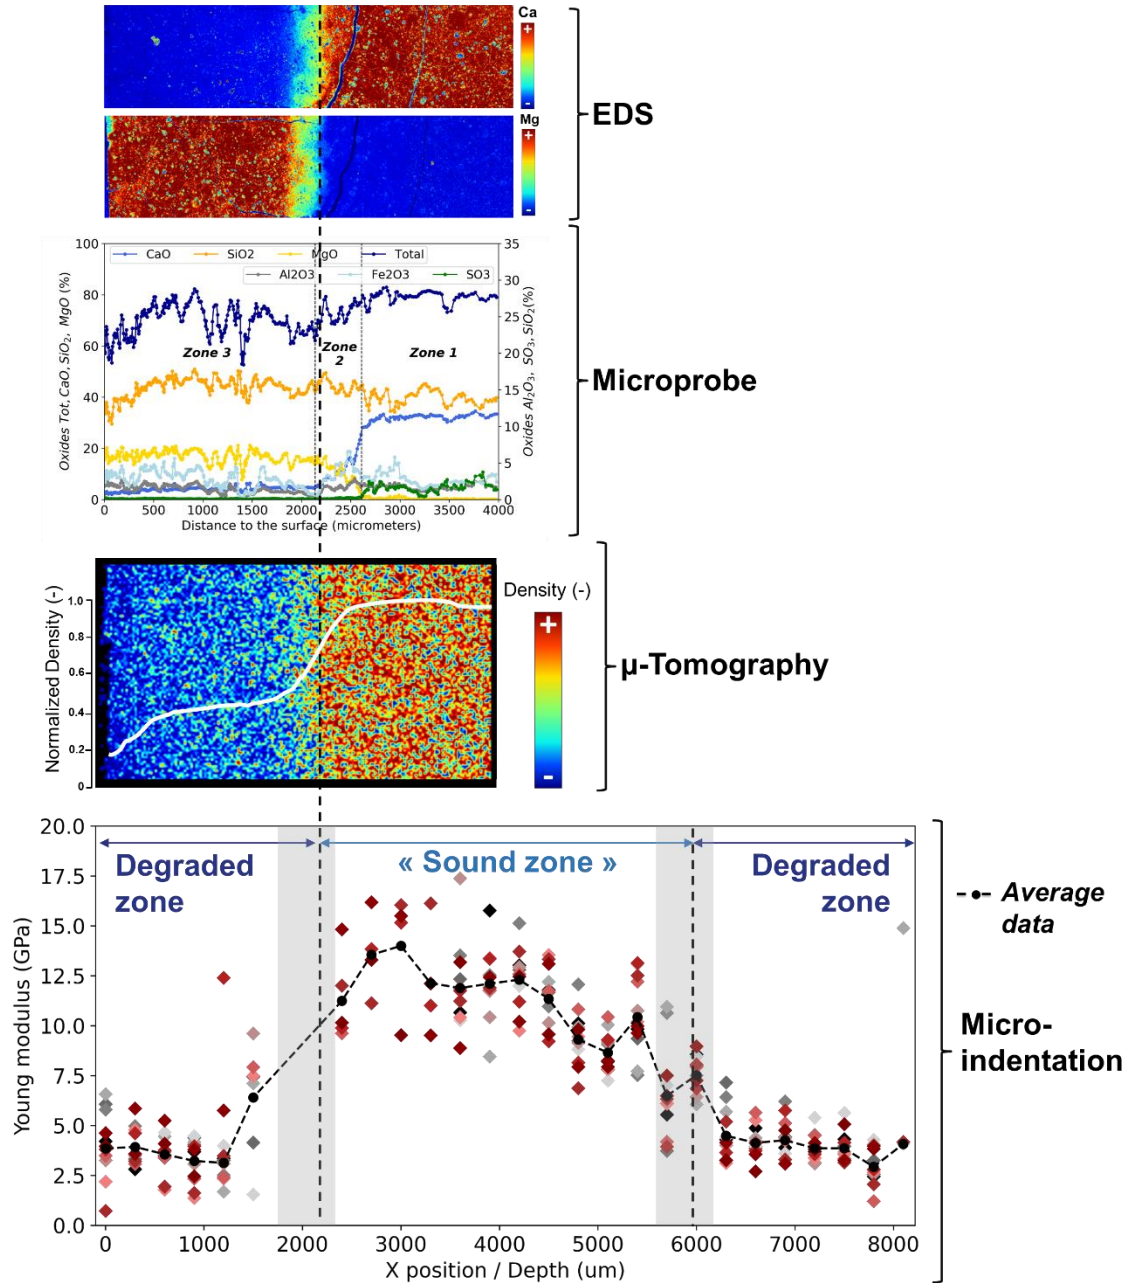 Ca
+
-
EDS
Mg
+
-
100
80
60
40
20
0
Oxides Tot, CaO, SiO2, MgO (%)
CaO
SiO2
MgO
Total
Al2O3
Fe2O3
SO3
Zone 3
Zone
2
Zone 1
35
30
25
20
15
10
5
0
Oxides Al2O3, SO3, SiO2(%)
0
500
1000
1500
2000
2500
3000
3500
4000
Distance to the surface (micrometers)
Microprobe
Normalized Density (-)
1.0
0.8
0.6
0.4
0.2
0
Density (-)
+
-
µ-Tomography
20.0
17.5
15.0
12.5
10.0
7.5
5.0
2.5
0.0
Young modulus (GPa)
Degraded
zone
« Sound zone »
Degraded
zone
0
1000
2000
3000
4000
5000
6000
7000
8000
X position / Depth (um)
Average
data
Micro-
indentation